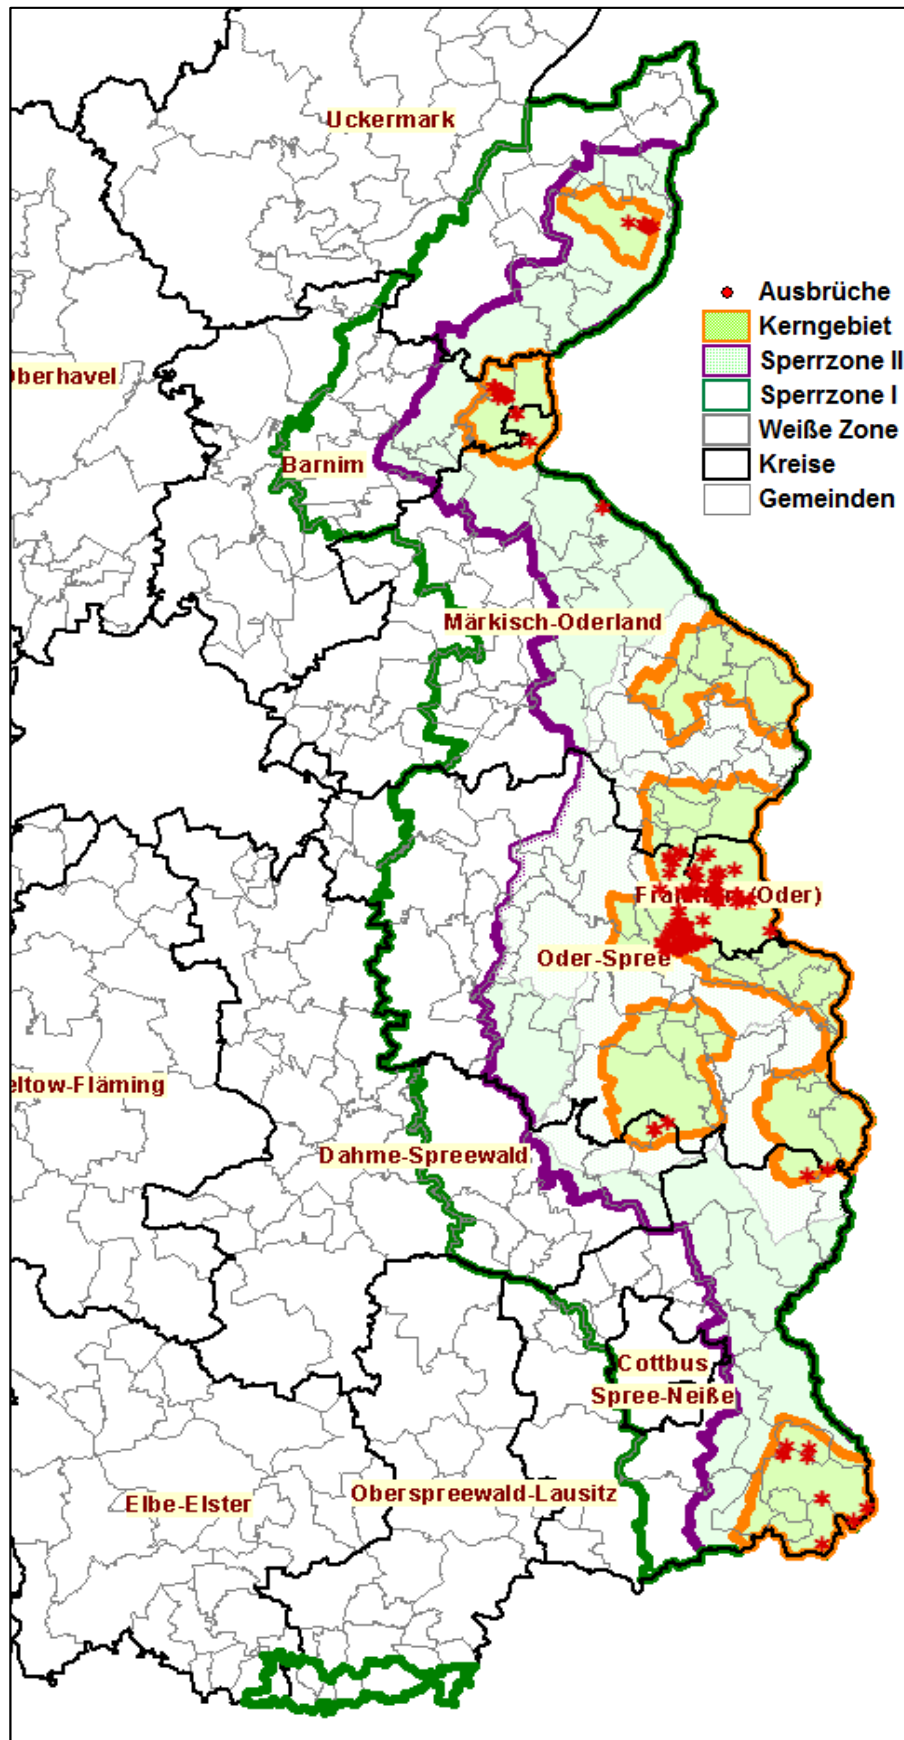 Uckermark
Ausbrüche
Kerngebiet
Sperrzone II
Sperrzone I
Weiße Zone
Kreise
Gemeinden
berhavel
Barnim
Märkisch-Oderland
(Oder)
Oder-Spree
eltow-Fläming
Dahme-Spreewald
Cottbus
Spree-Neiße
Elbe-Elster
Oberspreewald-Lausitz